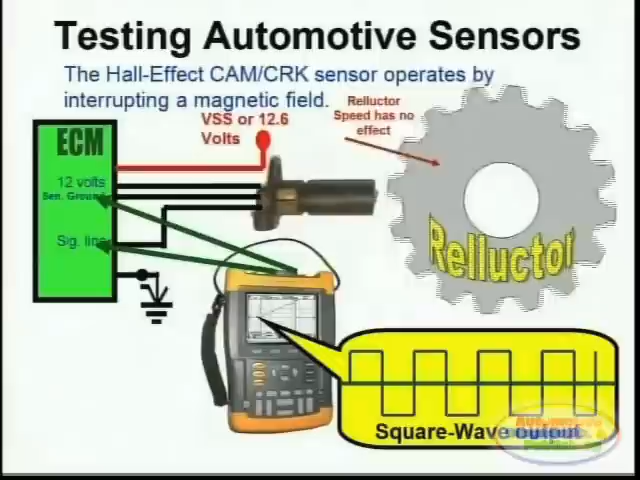 Testing Automotive Sensors
The Hall-Effect CAM/CRK sensor operates by
interrupting a magnetic field.
Relluctor
Speed has no
effect
VSS or 12.6
Volts
ECM
12 volts
Sen. Ground
Sig. line
Relluctor
Square-Wave output
Automotive